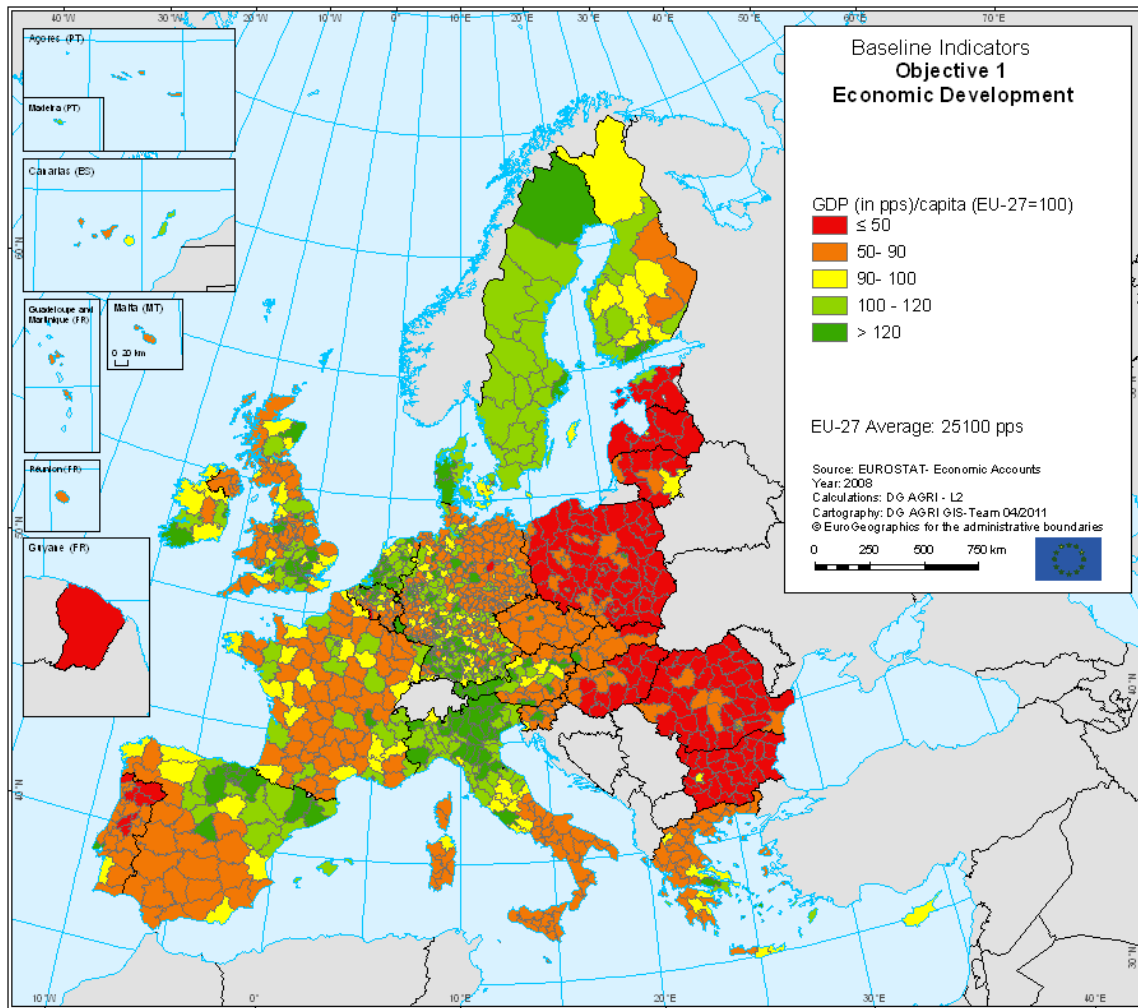 40°W
30°W
20°W
10°W
0°
10°E
20°E
30°E
40°E
50°E
60°E
70°E
Açores (PT)
Madeira (PT)
Canarias (ES)
Guadeloupe and
Martinique (FR)
Malta (MT)
0 20 km
Réunion (FR)
Guyane (FR)
60°N
50°N
40°N
Baseline Indicators
Objective 1
Economic Development
GDP (in pps)/capita (EU-27=100)
≤ 50
50- 90
90- 100
100 - 120
> 120
EU-27 Average: 25100 pps
Source: EUROSTAT- Economic Accounts
Year: 2008
Calculations: DG AGRI - L2
Cartography: DG AGRI GIS-Team 04/2011
© EuroGeographics for the administrative boundaries
0 250 500 750 km
40°N
30°N
10°W
0°
10°E
20°E
30°E
40°E